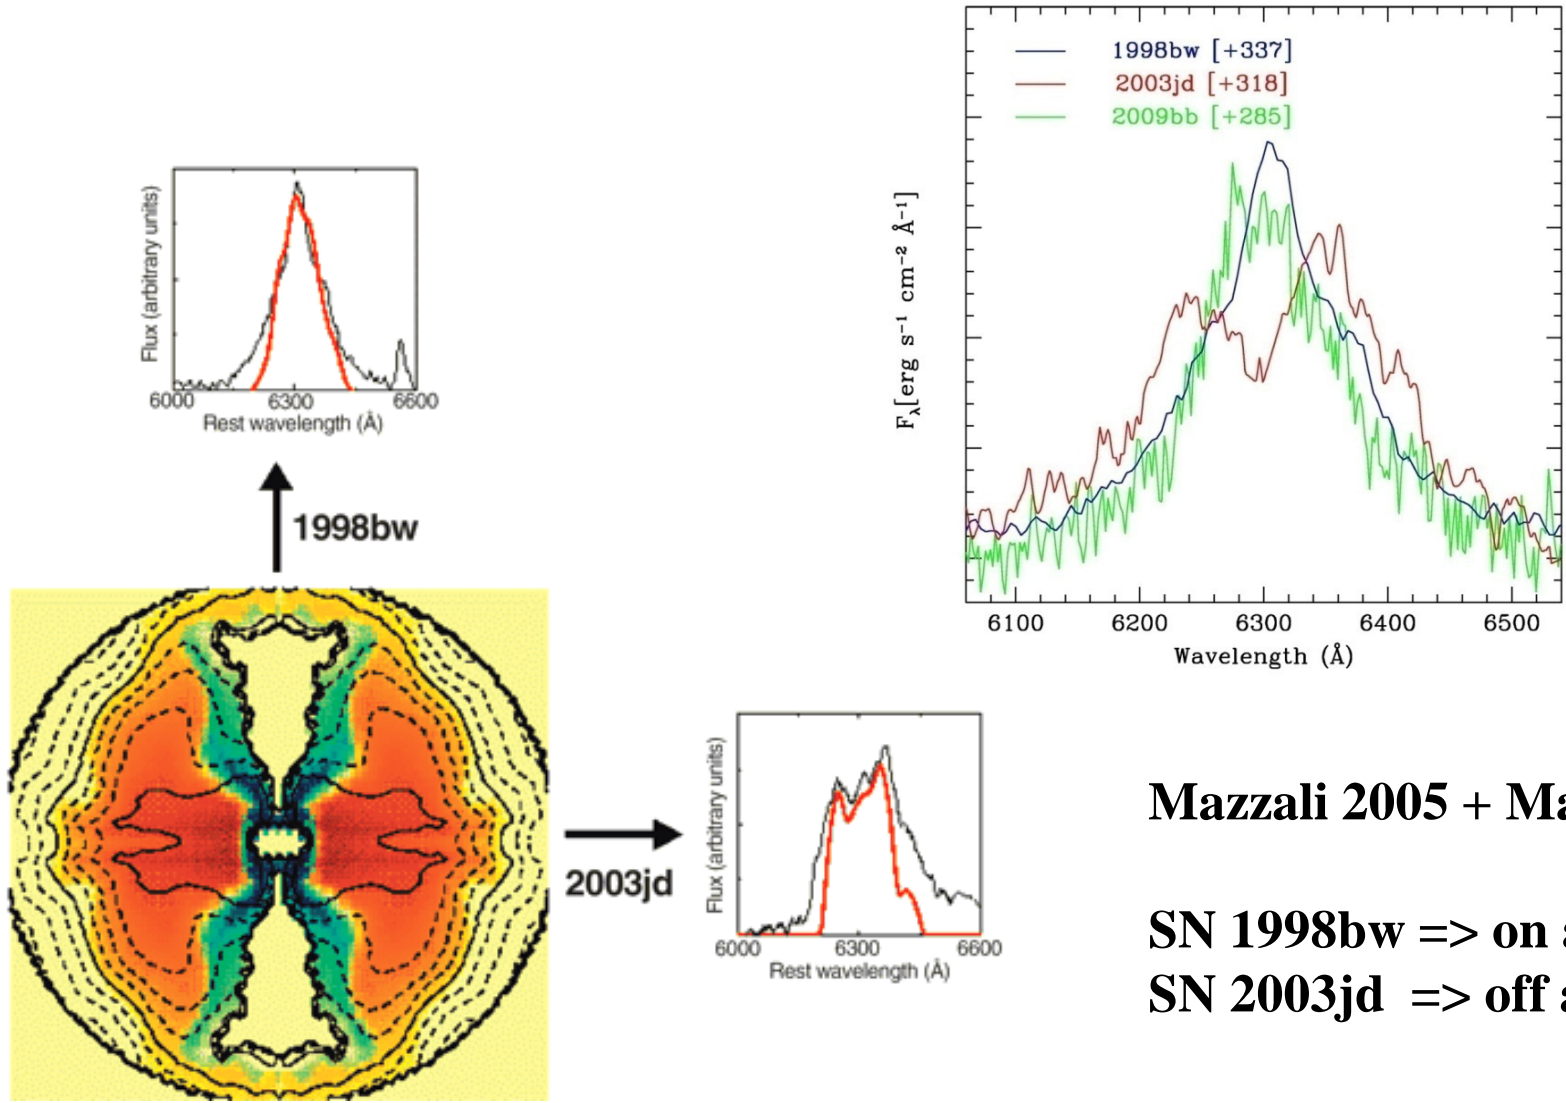 1998bw [+337]
2003jd [+318]
2009bb [+285]
Fλ[erg s⁻¹ cm⁻² Å⁻¹]
6100 6200 6300 6400 6500
Wavelength (Å)
Flux (arbitrary units)
6000 6300 6600
Rest wavelength (Å)
1998bw
2003jd
Flux (arbitrary units)
6000 6300 6600
Rest wavelength (Å)
Mazzali 2005 +
SN 1998bw => on
SN 2003jd => off